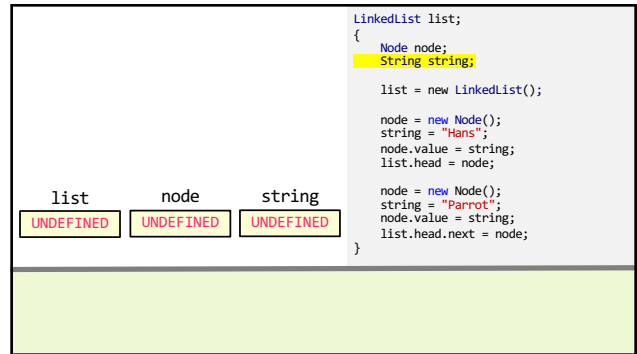 LinkedList list;
{
    Node node;
    String string;

    list = new LinkedList();

    node = new Node();
    string = "Hans";
    node.value = string;
    list.head = node;

    node = new Node();
    string = "Parrot";
    node.value = string;
    list.head.next = node;
}
list node string
UNDEFINED UNDEFINED UNDEFINED